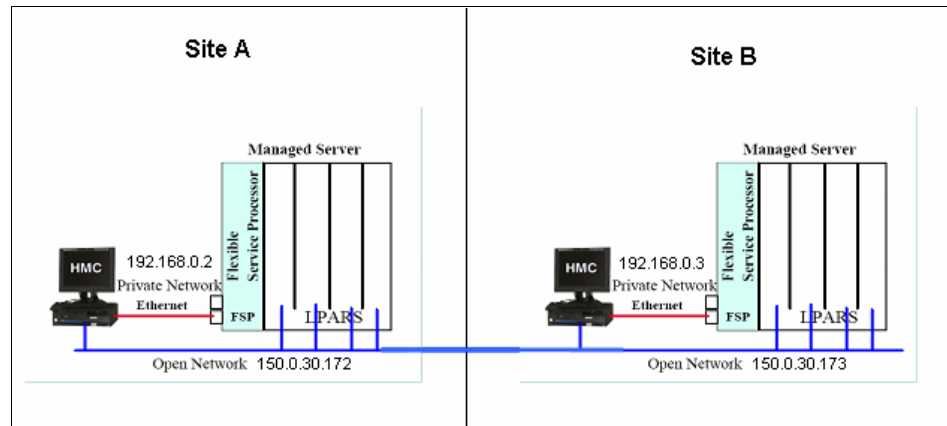 Site A
Managed Server
Flexible
Service Processor
HMC
192.168.0.2
Private Network
Ethernet
FSP
LPARS
Open Network 150.0.30.172
Site B
Managed Server
Flexible
Service Processor
HMC
192.168.0.3
Private Network
Ethernet
FSP
LPARS
Open Network 150.0.30.173